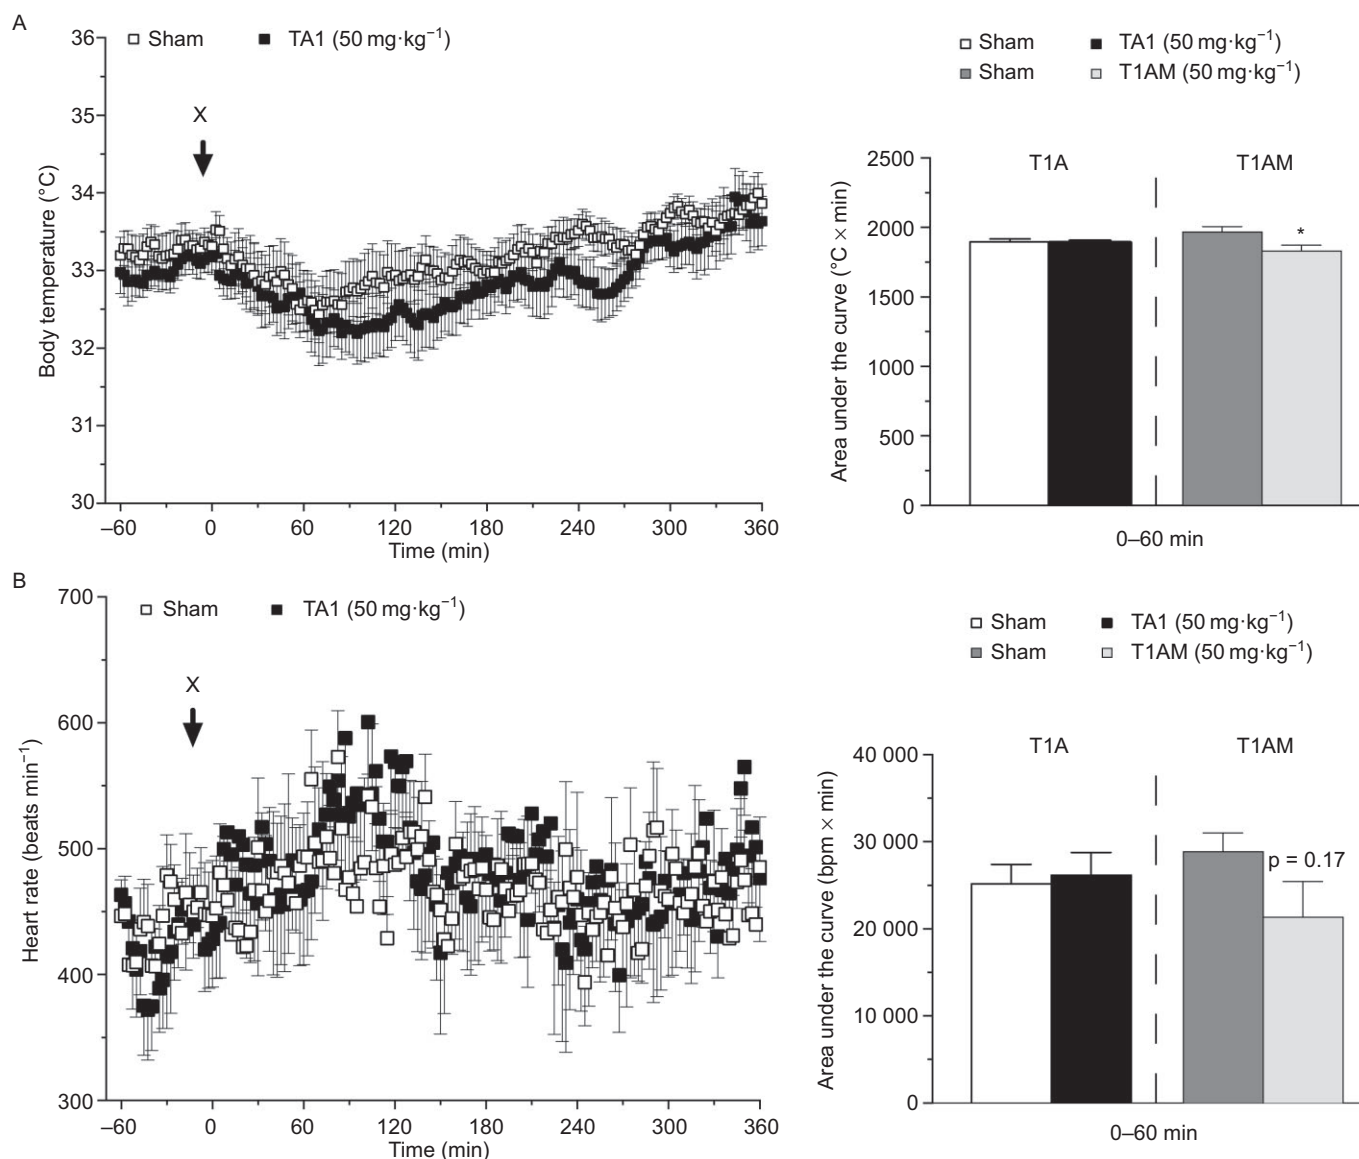 A
Sham TA1 (50 mg·kg⁻¹)
36
35
34
33
32
31
30
Body temperature (°C)
X
–60 0 60 120 180 240 300 360
Time (min)
Sham TA1 (50 mg·kg⁻¹)
Sham T1AM (50 mg·kg⁻¹)
T1A T1AM
2500
2000
1500
1000
500
0
Area under the curve (°C × min)
*
0–60 min
B
Sham TA1 (50 mg·kg⁻¹)
700
600
500
400
300
Heart rate (beats min⁻¹)
X
–60 0 60 120 180 240 300 360
Time (min)
Sham TA1 (50 mg·kg⁻¹)
Sham T1AM (50 mg·kg⁻¹)
T1A T1AM
40 000
30 000
20 000
10 000
0
Area under the curve (bpm × min)
p = 0.17
0–60 min